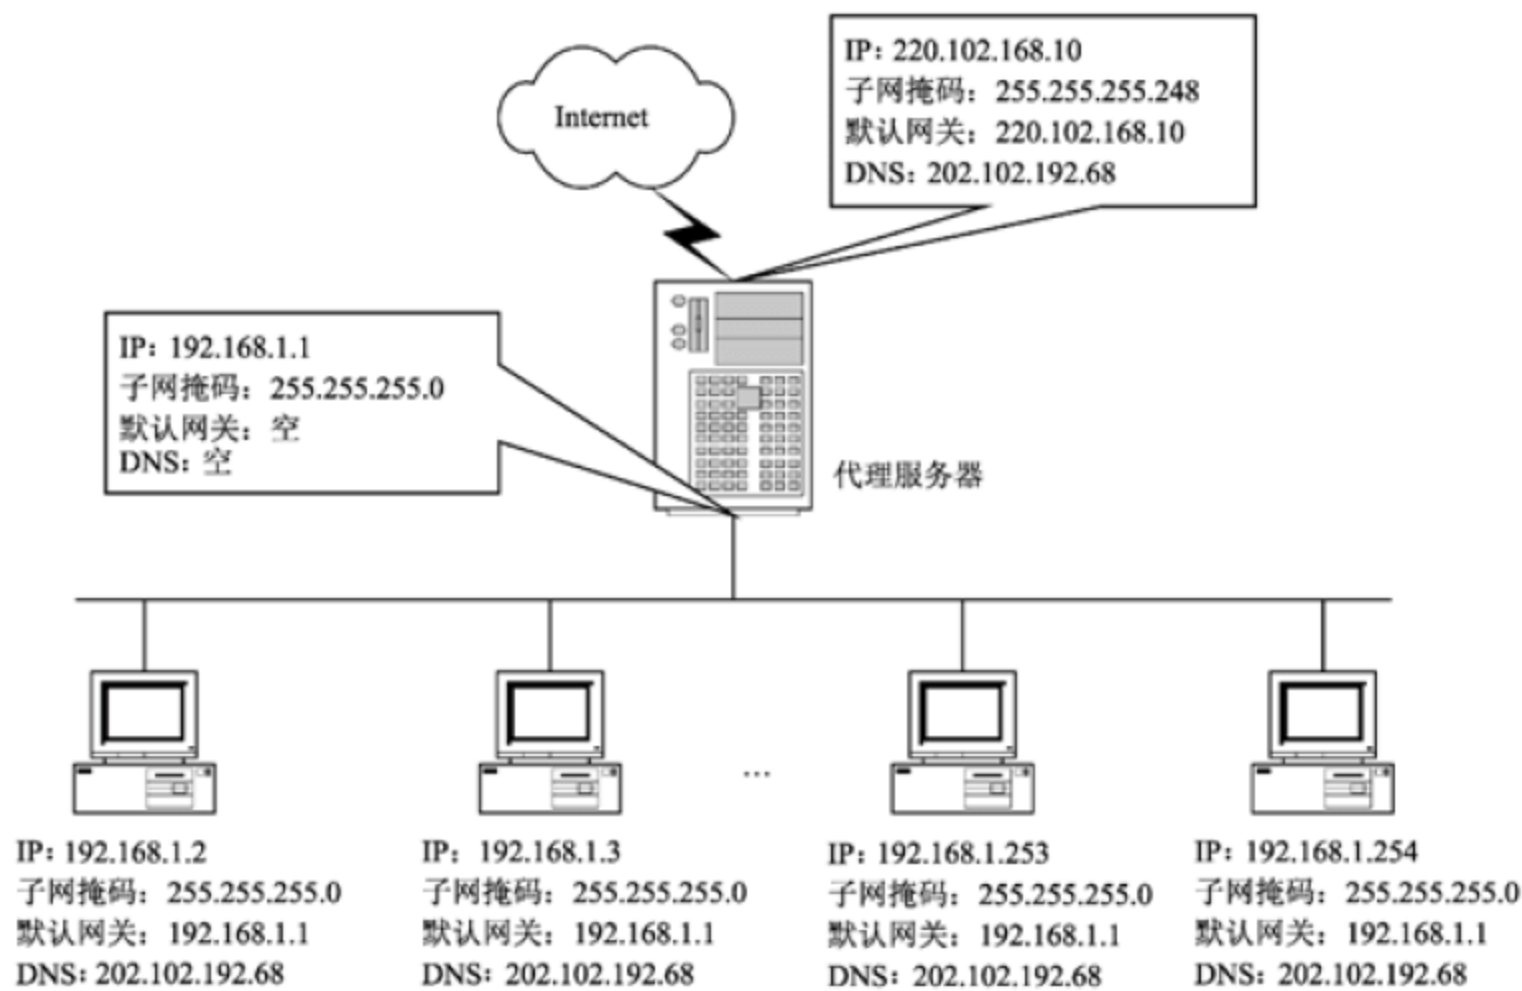 IP: 220.102.168.10
子网掩码: 255.255.255.248
默认网关: 220.102.168.10
DNS: 202.102.192.68
Internet
IP: 192.168.1.1
子网掩码: 255.255.255.0
默认网关: 空
DNS: 空
代理服务器
...
IP: 192.168.1.2
子网掩码: 255.255.255.0
默认网关: 192.168.1.1
DNS: 202.102.192.68
IP: 192.168.1.3
子网掩码: 255.255.255.0
默认网关: 192.168.1.1
DNS: 202.102.192.68
IP: 192.168.1.253
子网掩码: 255.255.255.0
默认网关: 192.168.1.1
DNS: 202.102.192.68
IP: 192.168.1.254
子网掩码: 255.255.255.0
默认网关: 192.168.1.1
DNS: 202.102.192.68